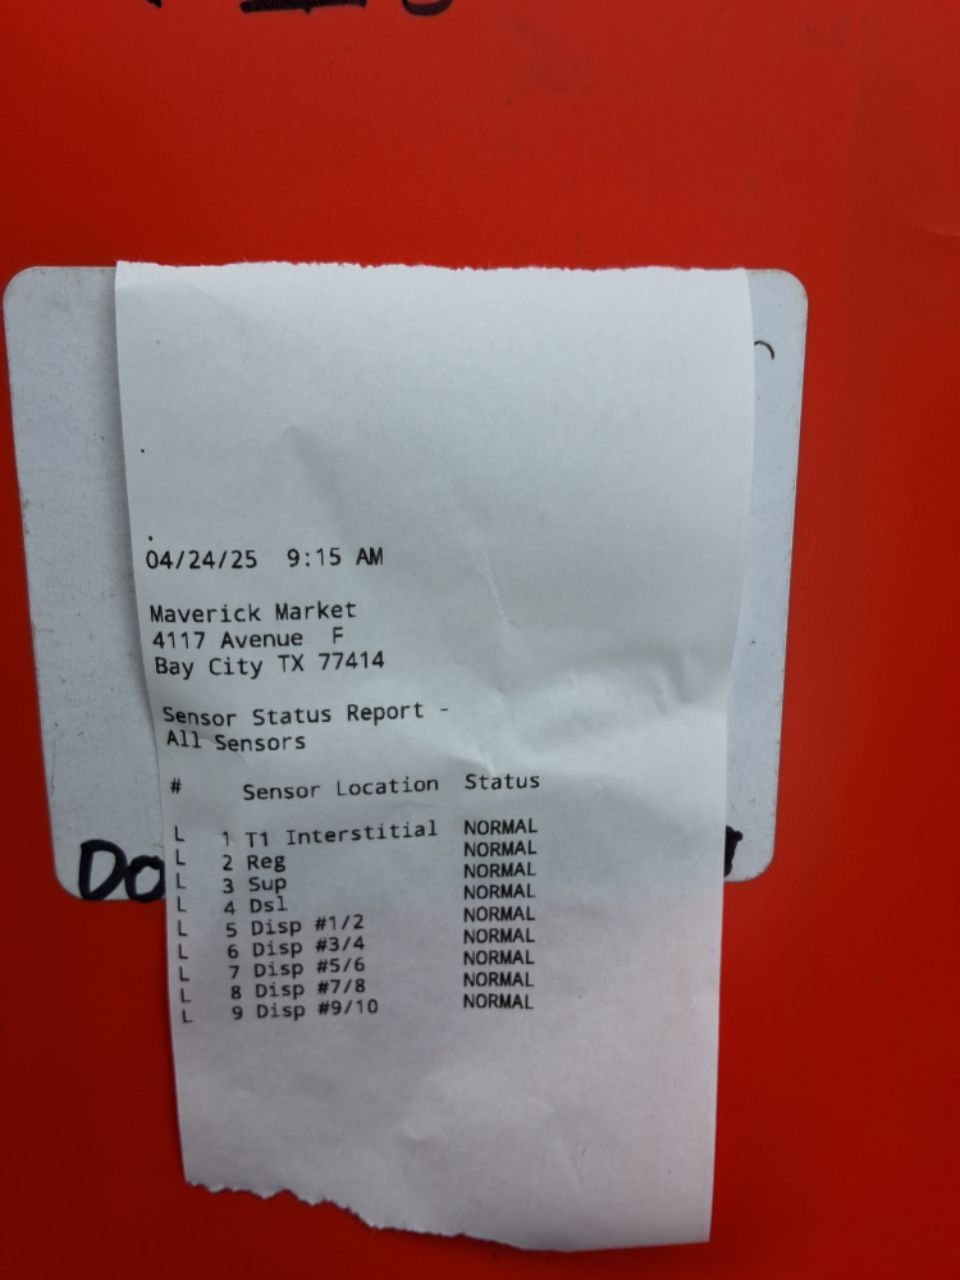 04/24/25 9:15 AM
Maverick Market
4117 Avenue F
Bay City TX 77414
Sensor Status Report -
All Sensors
# Sensor Location Status
L 1 T1 Interstitial NORMAL
L 2 Reg NORMAL
L 3 Sup NORMAL
L 4 Dsl NORMAL
L 5 Disp #1/2 NORMAL
L 6 Disp #3/4 NORMAL
L 7 Disp #5/6 NORMAL
L 8 Disp #7/8 NORMAL
L 9 Disp #9/10 NORMAL